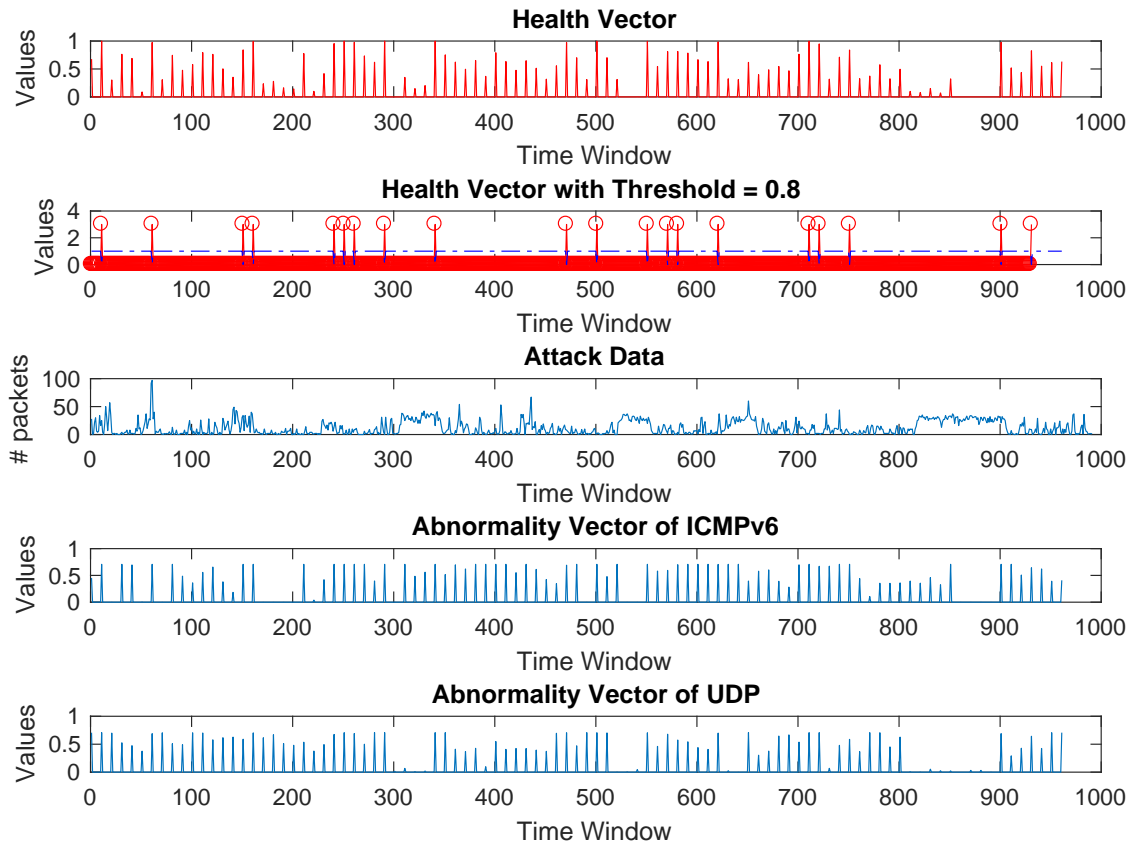 Health Vector
Values
1
0.5
0
0 100 200 300 400 500 600 700 800 900 1000
Time Window
Health Vector with Threshold = 0.8
Values
4
2
0
0 100 200 300 400 500 600 700 800 900 1000
Time Window
Attack Data
# packets
100
50
0
0 100 200 300 400 500 600 700 800 900 1000
Time Window
Abnormality Vector of ICMPv6
Values
1
0.5
0
0 100 200 300 400 500 600 700 800 900 1000
Time Window
Abnormality Vector of UDP
Values
1
0.5
0
0 100 200 300 400 500 600 700 800 900 1000
Time Window